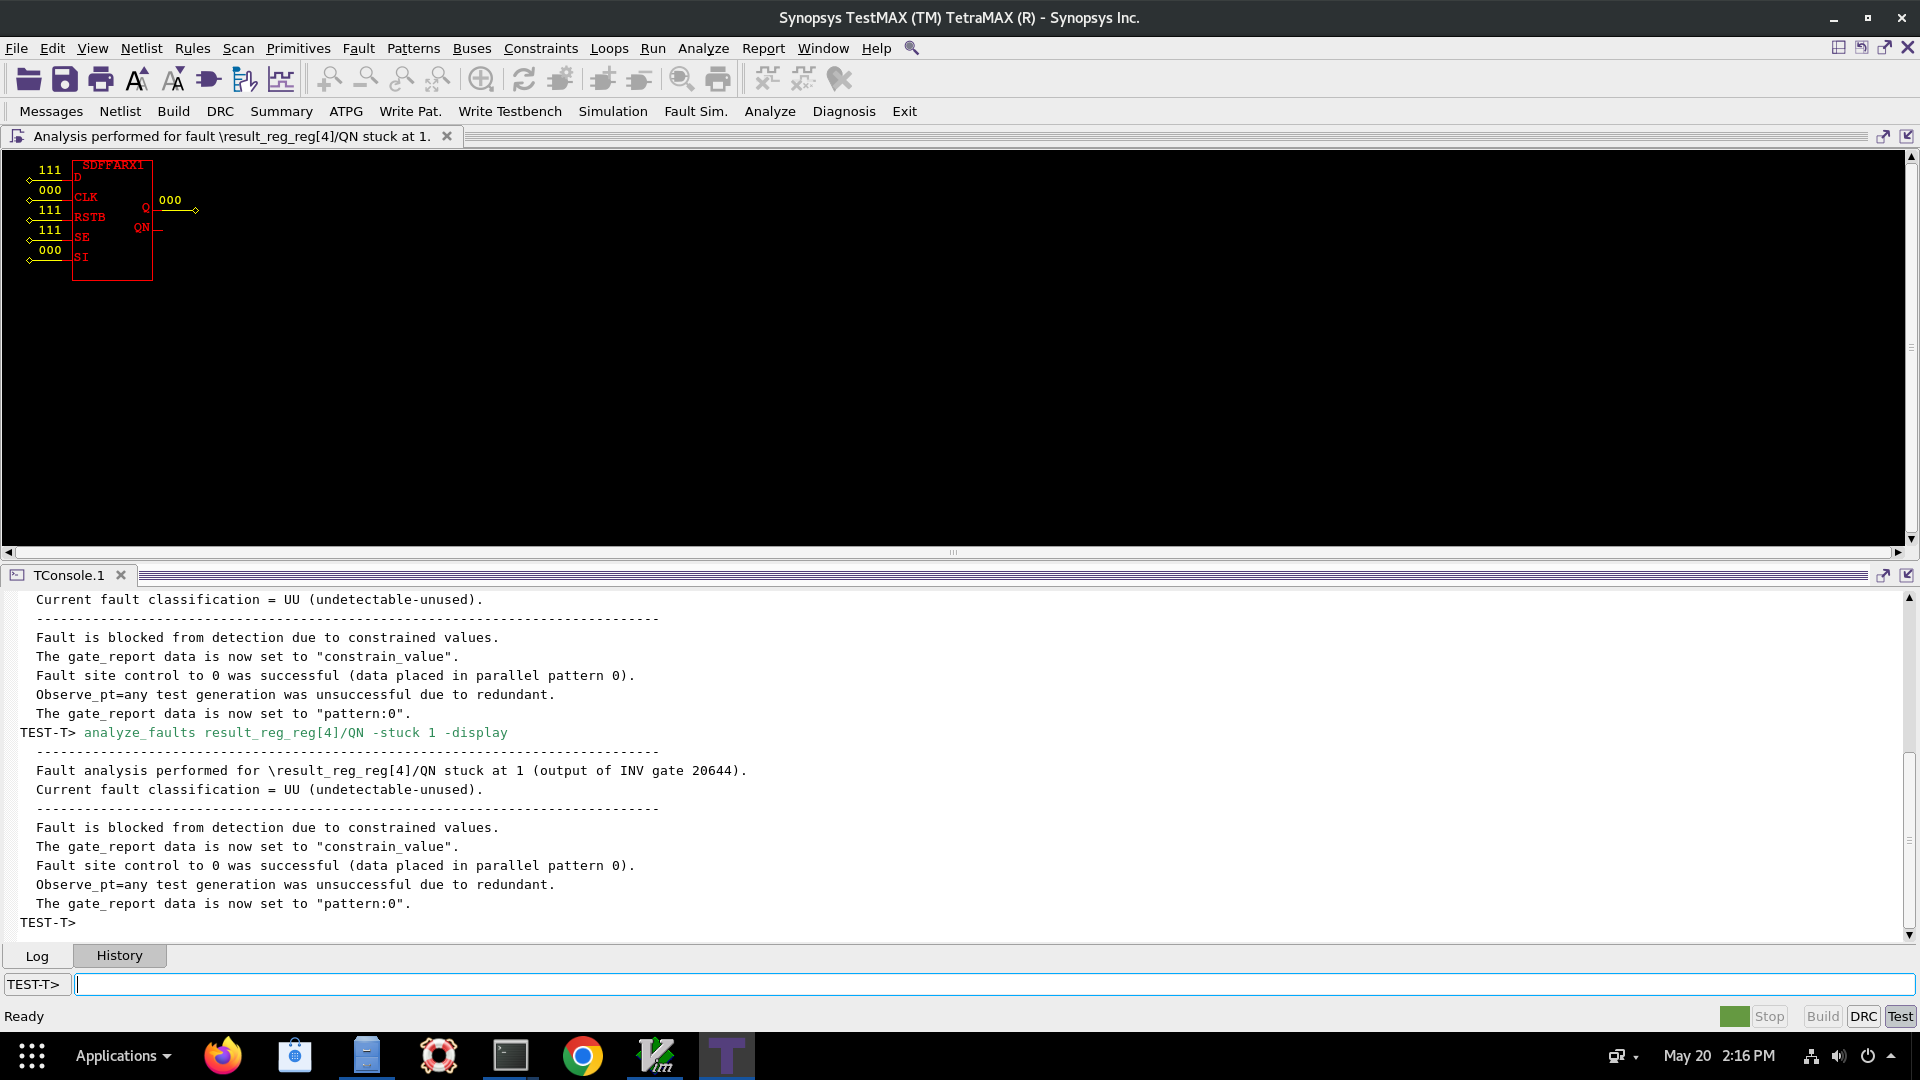 Synopsys TestMAX (TM) TetraMAX (R) - Synopsys Inc.
File Edit View Netlist Rules Scan Primitives Fault Patterns Buses Constraints Loops Run Analyze Report Window Help
Messages Netlist Build DRC Summary ATPG Write Pat. Write Testbench Simulation Fault Sim. Analyze Diagnosis Exit
Analysis performed for fault \result_reg_reg[4]/QN stuck at 1.
SDFFARX1
111 D
000 CLK
Q 000
111 RSTB
QN
111 SE
000 SI
TConsole.1
Current fault classification = UU (undetectable-unused).
------------------------------------------------------------------------------
Fault is blocked from detection due to constrained values.
The gate_report data is now set to "constrain_value".
Fault site control to 0 was successful (data placed in parallel pattern 0).
Observe_pt=any test generation was unsuccessful due to redundant.
The gate_report data is now set to "pattern:0".
TEST-T> analyze_faults result_reg_reg[4]/QN -stuck 1 -display
------------------------------------------------------------------------------
Fault analysis performed for \result_reg_reg[4]/QN stuck at 1 (output of INV gate 20644).
Current fault classification = UU (undetectable-unused).
------------------------------------------------------------------------------
Fault is blocked from detection due to constrained values.
The gate_report data is now set to "constrain_value".
Fault site control to 0 was successful (data placed in parallel pattern 0).
Observe_pt=any test generation was unsuccessful due to redundant.
The gate_report data is now set to "pattern:0".
TEST-T>
Log History
TEST-T>
Ready Stop Build DRC Test
Applications May 20 2:16 PM